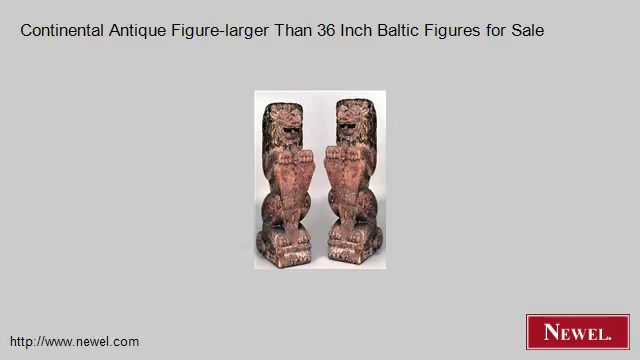 Continental Antique Figure-larger Than 36 Inch Baltic Figures for Sale
http://www.newel.com
NEWEL.